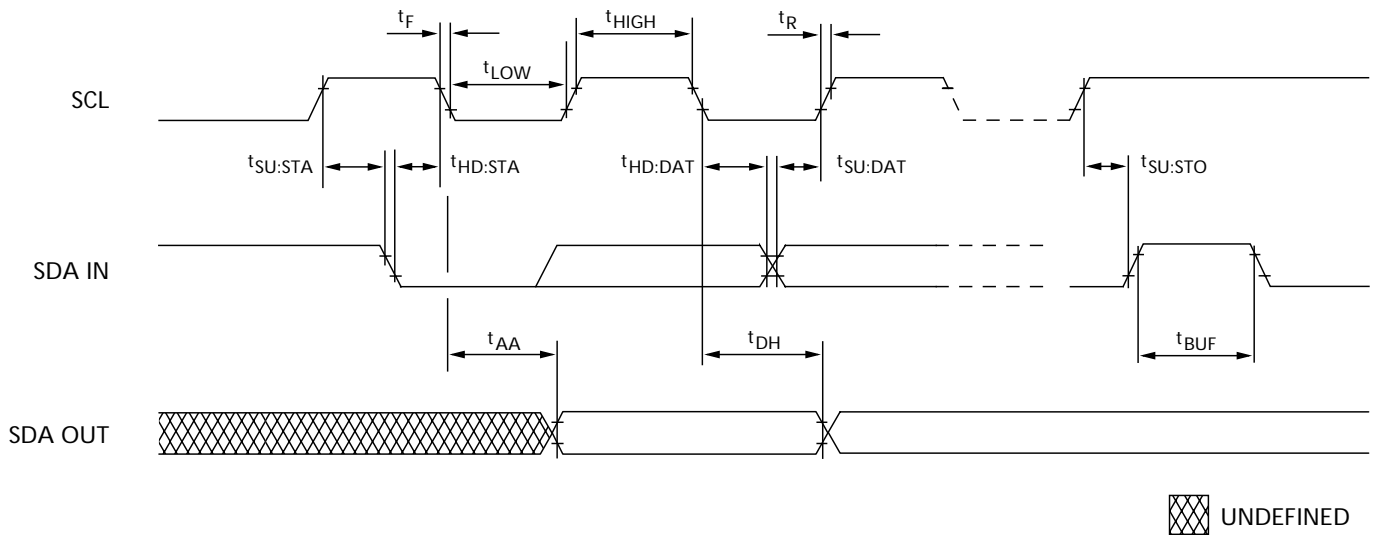 tF
tHIGH
tR
tLOW
SCL
tSU:STA
tHD:STA
tHD:DAT
tSU:DAT
tSU:STO
SDA IN
tAA
tDH
tBUF
SDA OUT
UNDEFINED